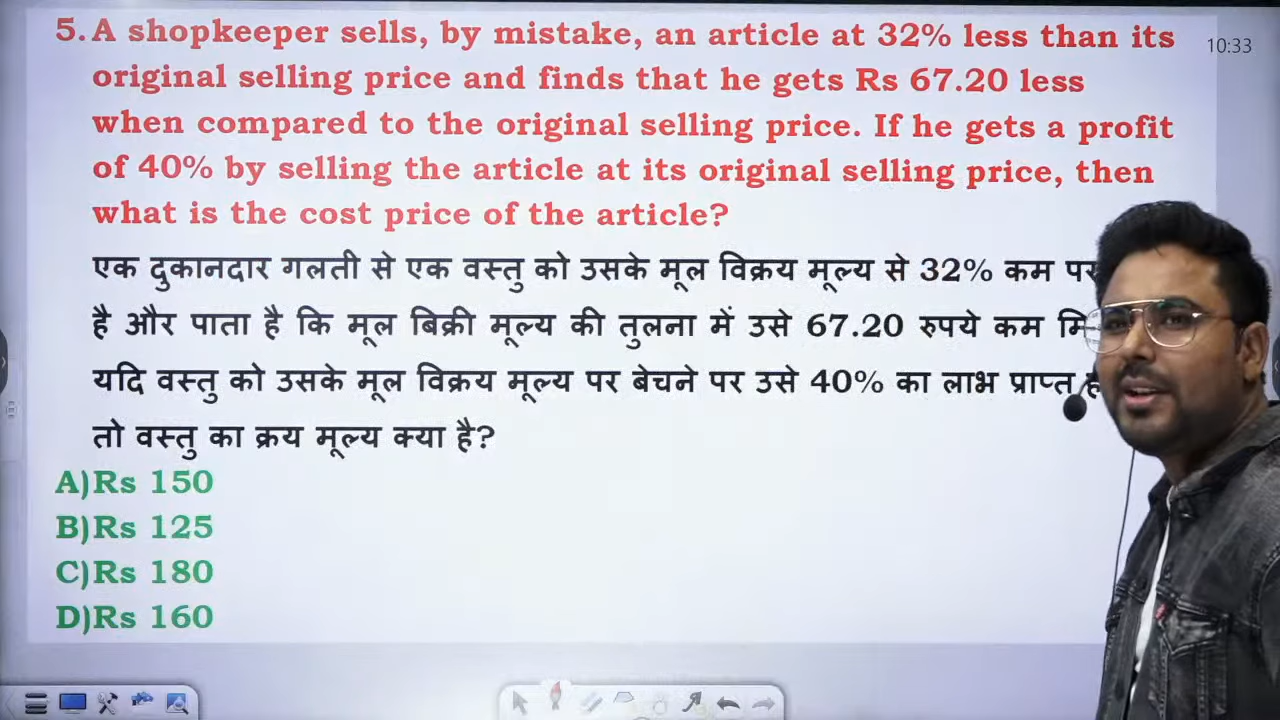 5. A shopkeeper sells, by mistake, an article at 32% less than its
10:33
original selling price and finds that he gets Rs 67.20 less
when compared to the original selling price. If he gets a profit
of 40% by selling the article at its original selling price, then
what is the cost price of the article?
एक दुकानदार गलती से एक वस्तु को उसके मूल विक्रय मूल्य से 32% कम पर
है और पाता है कि मूल बिक्री मूल्य की तुलना में उसे 67.20 रुपये कम
यदि वस्तु को उसके मूल विक्रय मूल्य पर बेचने पर उसे 40% का लाभ प्राप्त
तो वस्तु का क्रय मूल्य क्या है?
A)Rs 150
B)Rs 125
C)Rs 180
D)Rs 160